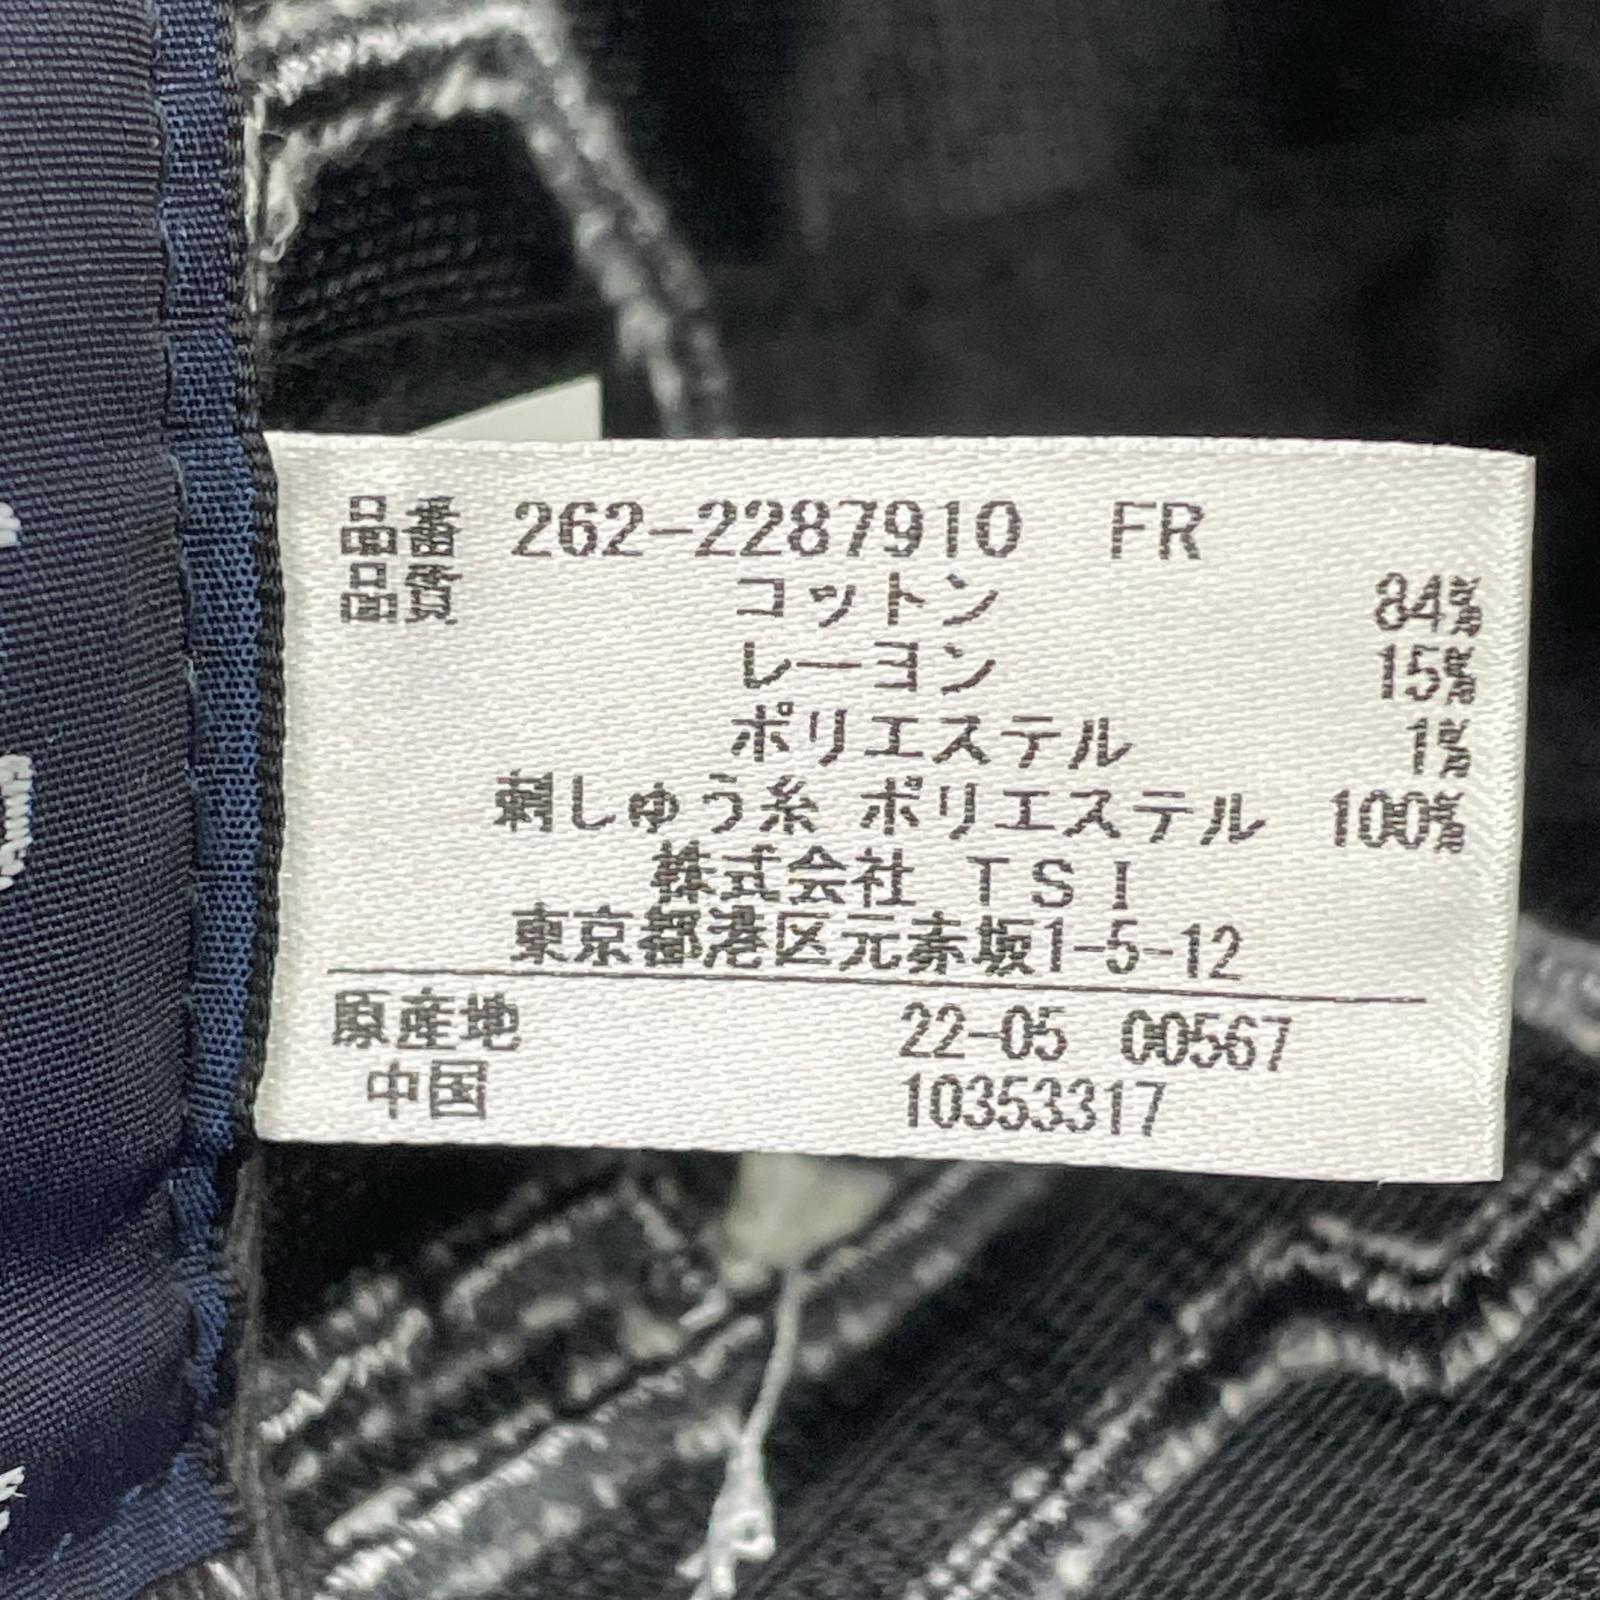 品番 262-2287910 FR
品質 コットン 84%
レーヨン 15%
ポリエステル 1%
刺しゅう糸 ポリエステル 100%
株式会社 TSI
東京都港区元赤坂1-5-12
原産地 22-05 00567
中国 10353317